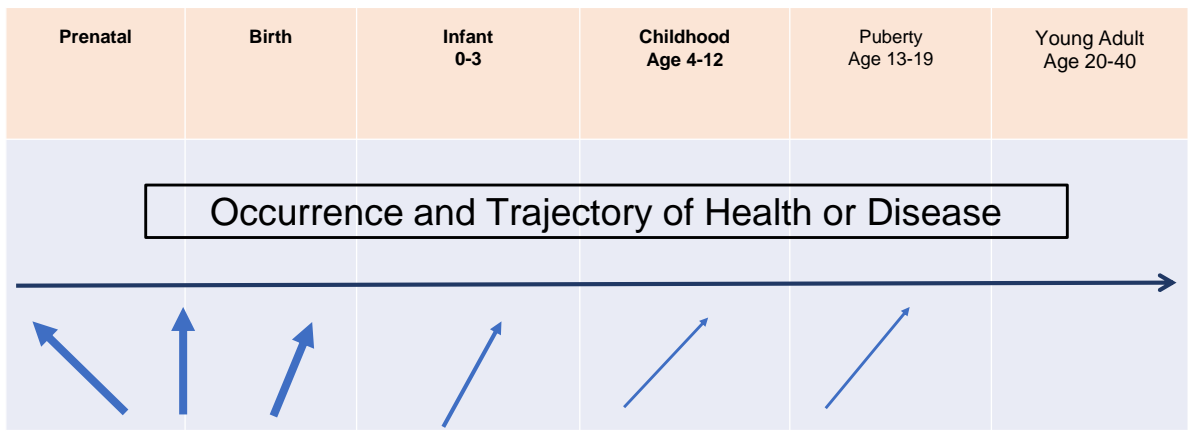 Prenatal
Birth
Infant
0-3
Childhood
Age 4-12
Puberty
Age 13-19
Young Adult
Age 20-40
Occurrence and Trajectory of Health or Disease